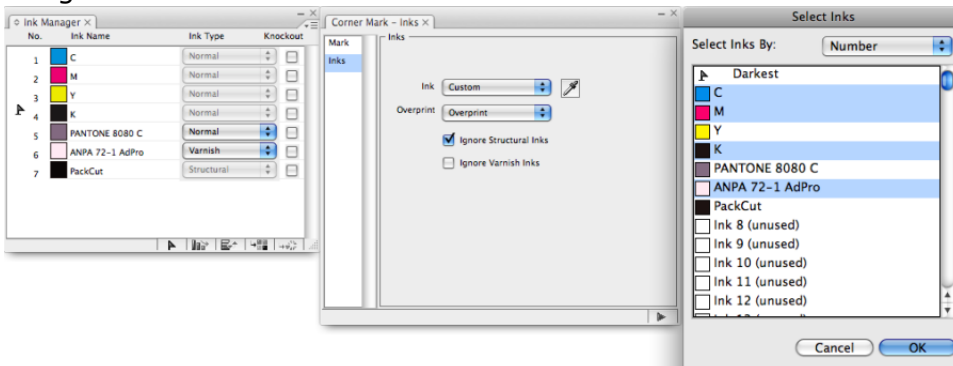 Ink Manager ×
No. Ink Name Ink Type Knockout
1 C Normal
2 M Normal
3 Y Normal
4 K Normal
5 PANTONE 8080 C Normal
6 ANPA 72-1 AdPro Varnish
7 PackCut Structural
Corner Mark - Inks ×
Mark
Inks
Inks
Ink Custom
Overprint Overprint
Ignore Structural Inks
Ignore Varnish Inks
Select Inks
Select Inks By: Number
Darkest
C
M
Y
K
PANTONE 8080 C
ANPA 72-1 AdPro
PackCut
Ink 8 (unused)
Ink 9 (unused)
Ink 10 (unused)
Ink 11 (unused)
Ink 12 (unused)
Cancel OK